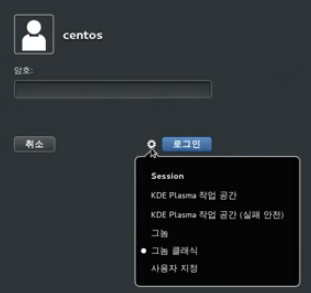 centos
암호:
취소
로그인
Session
KDE Plasma 작업 공간
KDE Plasma 작업 공간 (실패 안전)
그놈
그놈 클래식
사용자 지정